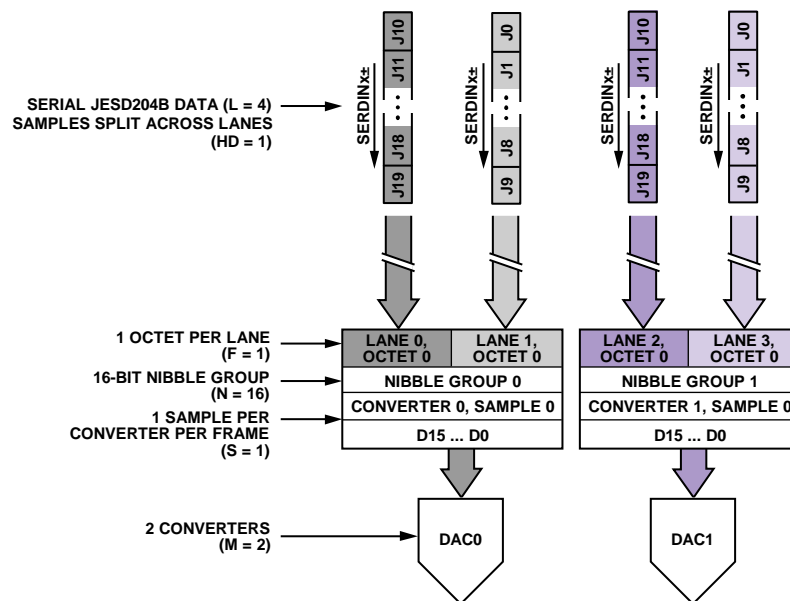 J10
J11
J18
J19
SERDINx±
J0
J1
J8
J9
SERDINx±
J10
J11
J18
J19
SERDINx±
J0
J1
J8
J9
SERDINx±
SERIAL JESD204B DATA (L = 4)
SAMPLES SPLIT ACROSS LANES
(HD = 1)
1 OCTET PER LANE
(F = 1)
LANE 0,
OCTET 0
LANE 1,
OCTET 0
LANE 2,
OCTET 0
LANE 3,
OCTET 0
16-BIT NIBBLE GROUP
(N = 16)
NIBBLE GROUP 0
NIBBLE GROUP 1
1 SAMPLE PER
CONVERTER PER FRAME
(S = 1)
CONVERTER 0, SAMPLE 0
CONVERTER 1, SAMPLE 0
D15 ... D0
D15 ... D0
2 CONVERTERS
(M = 2)
DAC0
DAC1